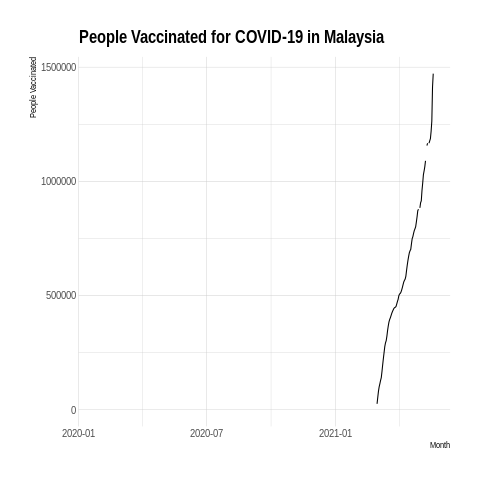 People Vaccinated for COVID-19 in Malaysia
People Vaccinated
1500000
1000000
500000
0
2020-01
2020-07
2021-01
Month